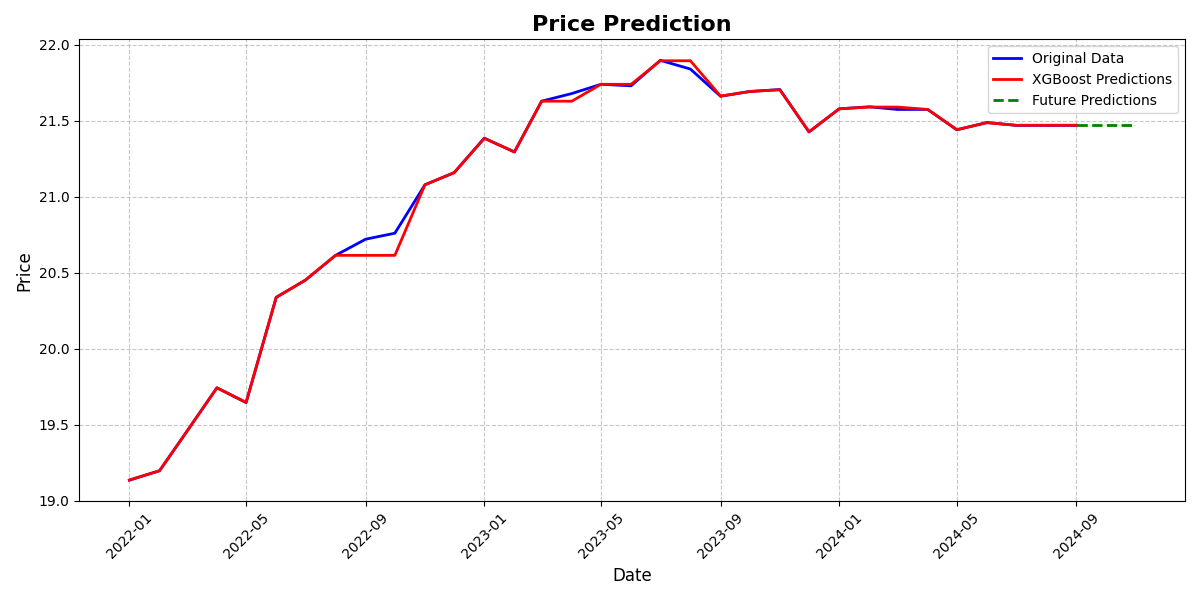 Price Prediction
Original Data
XGBoost Predictions
Future Predictions
22.0
21.5
21.0
20.5
20.0
19.5
19.0
Price
2022-01
2022-05
2022-09
2023-01
2023-05
2023-09
2024-01
2024-05
2024-09
Date